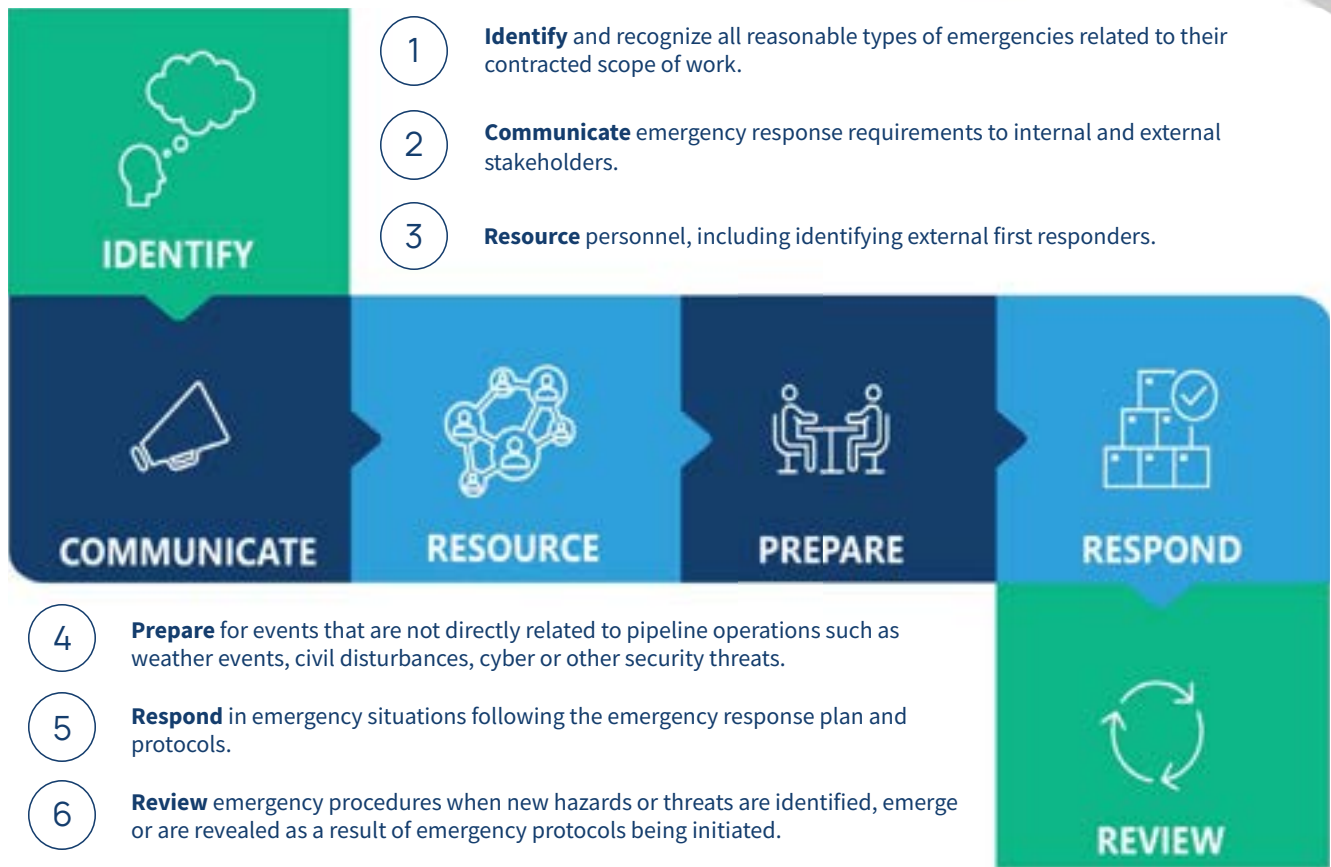 1
Identify and recognize all reasonable types of emergencies related to their
contracted scope of work.
2
Communicate emergency response requirements to internal and external
stakeholders.
3
Resource personnel, including identifying external first responders.
IDENTIFY
COMMUNICATE
RESOURCE
PREPARE
RESPOND
4
Prepare for events that are not directly related to pipeline operations such as
weather events, civil disturbances, cyber or other security threats.
5
Respond in emergency situations following the emergency response plan and
protocols.
6
Review emergency procedures when new hazards or threats are identified, emerge
or are revealed as a result of emergency protocols being initiated.
REVIEW